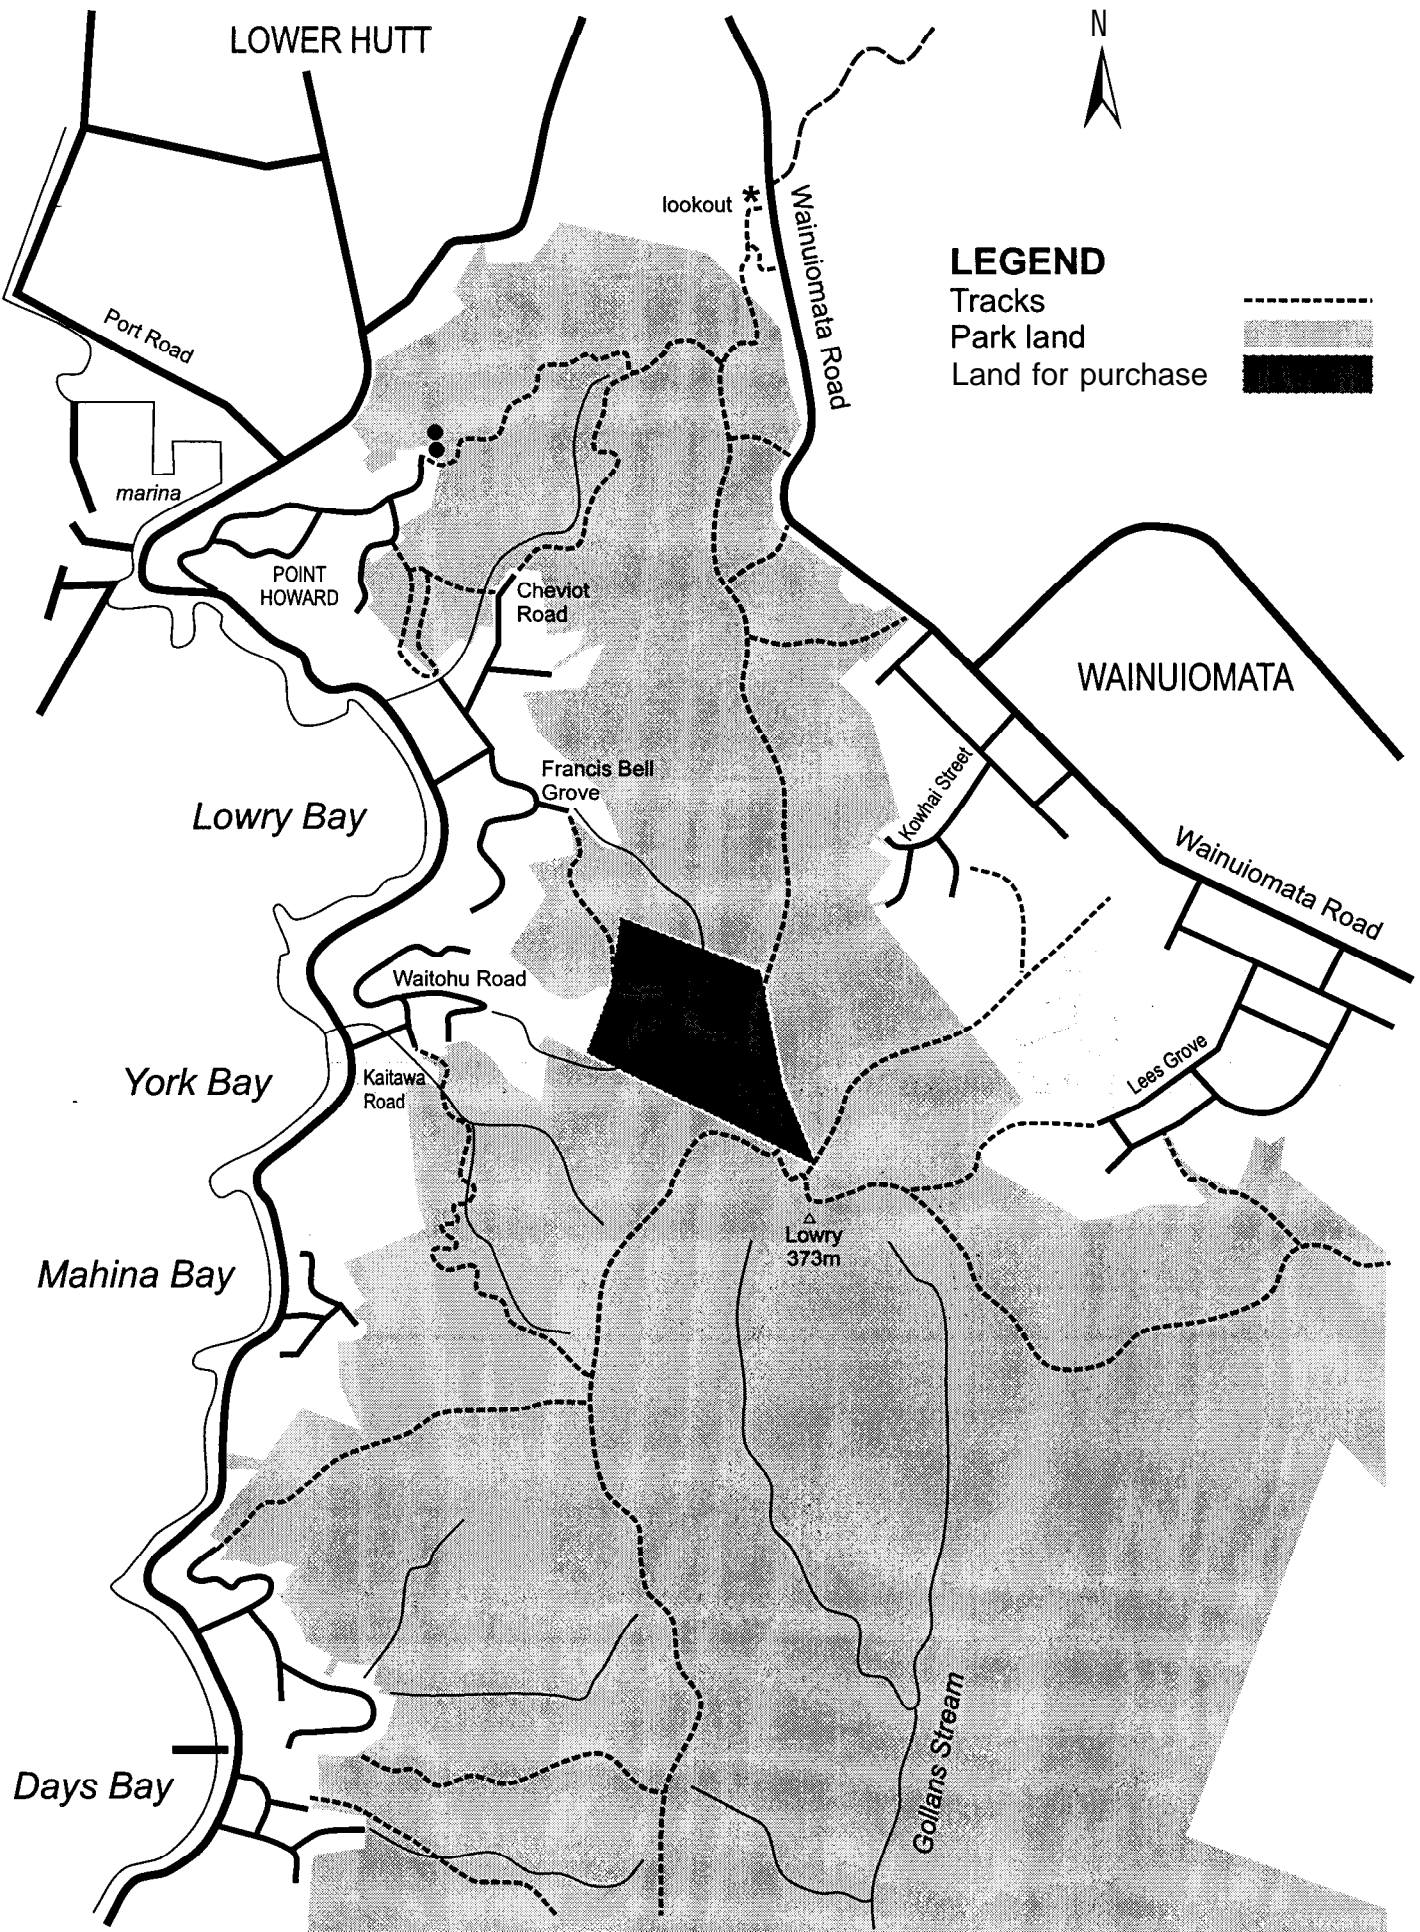 LOWER HUTT
N
lookout
Wainuiomata Road
LEGEND
Tracks
Park land
Land for purchase
Port Road
marina
POINT
HOWARD
Cheviot
Road
WAINUIOMATA
Francis Bell
Grove
Kowhai Street
Lowry Bay
Wainuiomata Road
Waitohu Road
Lees Grove
York Bay
Kaitawa
Road
Lowry
373m
Mahina Bay
Gollans Stream
Days Bay